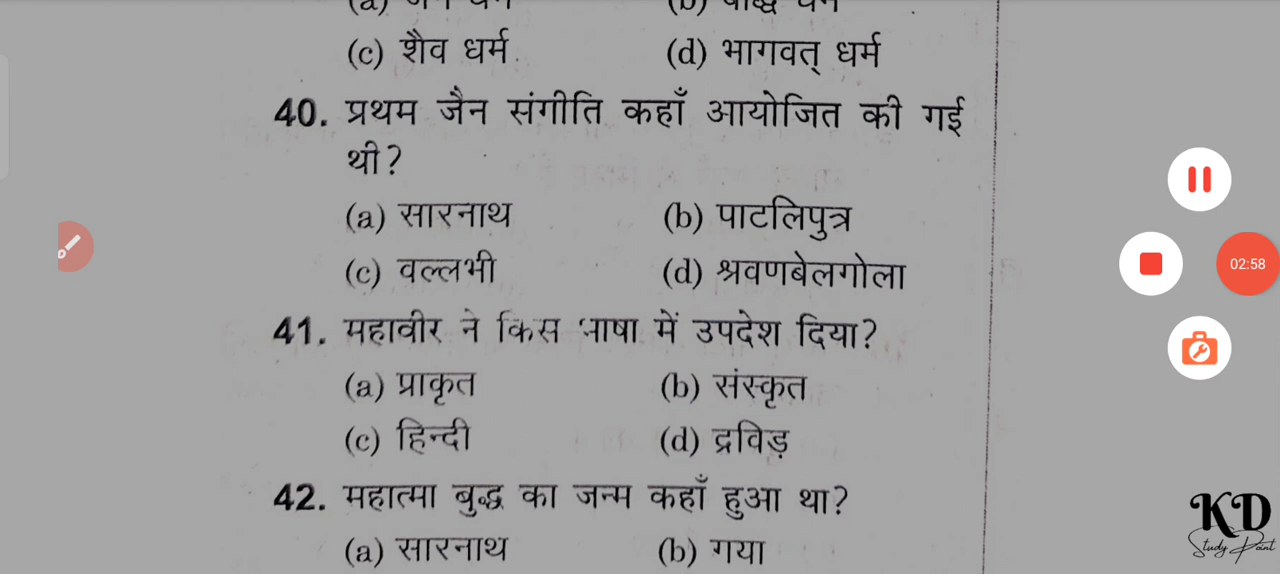 (c) शैव धर्म (d) भागवत् धर्म
40. प्रथम जैन संगीति कहाँ आयोजित की गई
थी?
(a) सारनाथ (b) पाटलिपुत्र
(c) वल्लभी (d) श्रवणबेलगोला
41. महावीर ने किस भाषा में उपदेश दिया?
(a) प्राकृत (b) संस्कृत
(c) हिन्दी (d) द्रविड़
42. महात्मा बुद्ध का जन्म कहाँ हुआ था?
(a) सारनाथ (b) गया
02:58
KD
Study Point